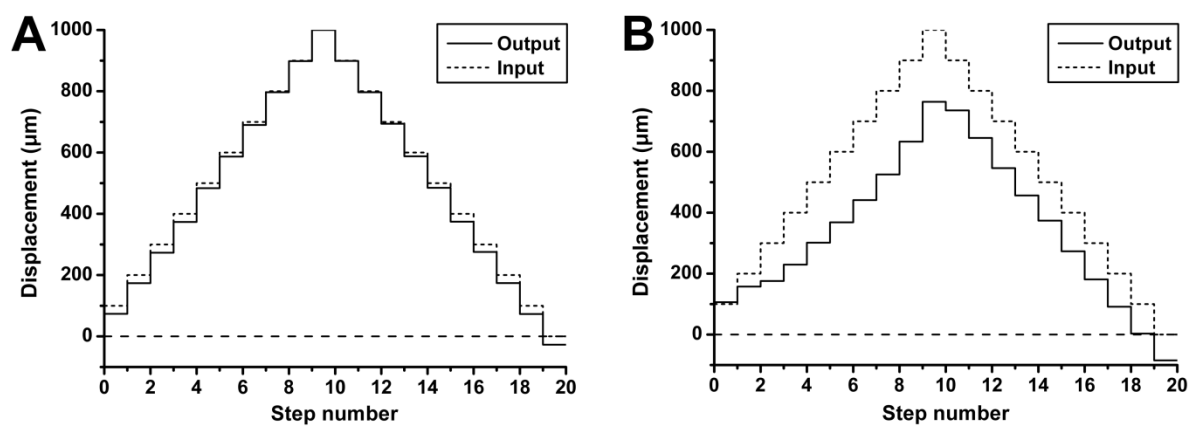 A
Displacement (µm)
1000
800
600
400
200
0
Output
Input
0 2 4 6 8 10 12 14 16 18 20
Step number
B
Displacement (µm)
1000
800
600
400
200
0
Output
Input
0 2 4 6 8 10 12 14 16 18 20
Step number